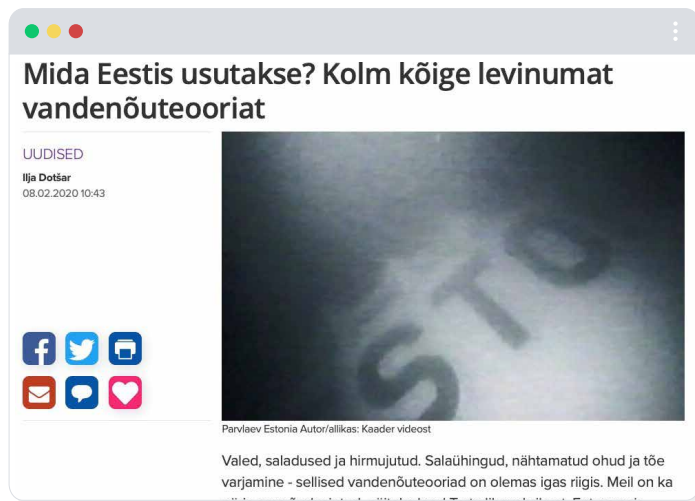 Mida Eestis usutakse? Kolm kõige levinumat
vandenõuteooriat
UUDISED
Ilja Dotšar
08.02.2020 10:43
STO
Parvlaev Estonia Autor/allikas: Kaader videost
Valed, saladused ja hirmujutud. Salaühingud, nähtamatud ohud ja tõe
varjamine - sellised vandenõuteooriad on olemas igas riigis. Meil on ka